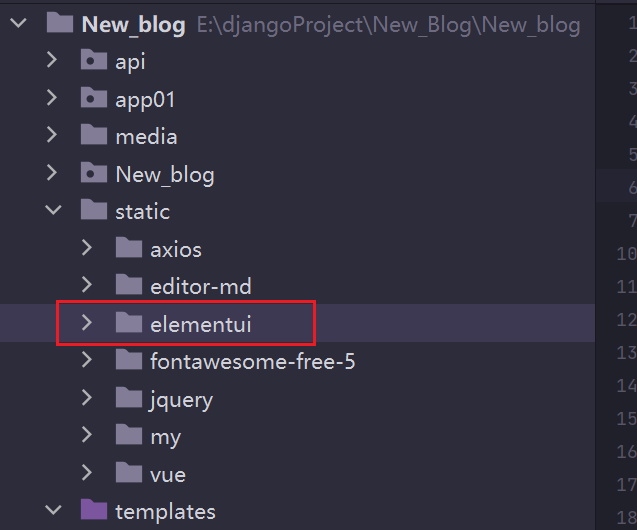 New_blog E:\djangoProject\New_Blog\New_blog
api
app01
media
New_blog
static
axios
editor-md
elementui
fontawesome-free-5
jquery
my
vue
templates
1
2
3
4
5
6
7
10
11
12
13
14
15
16
17
18